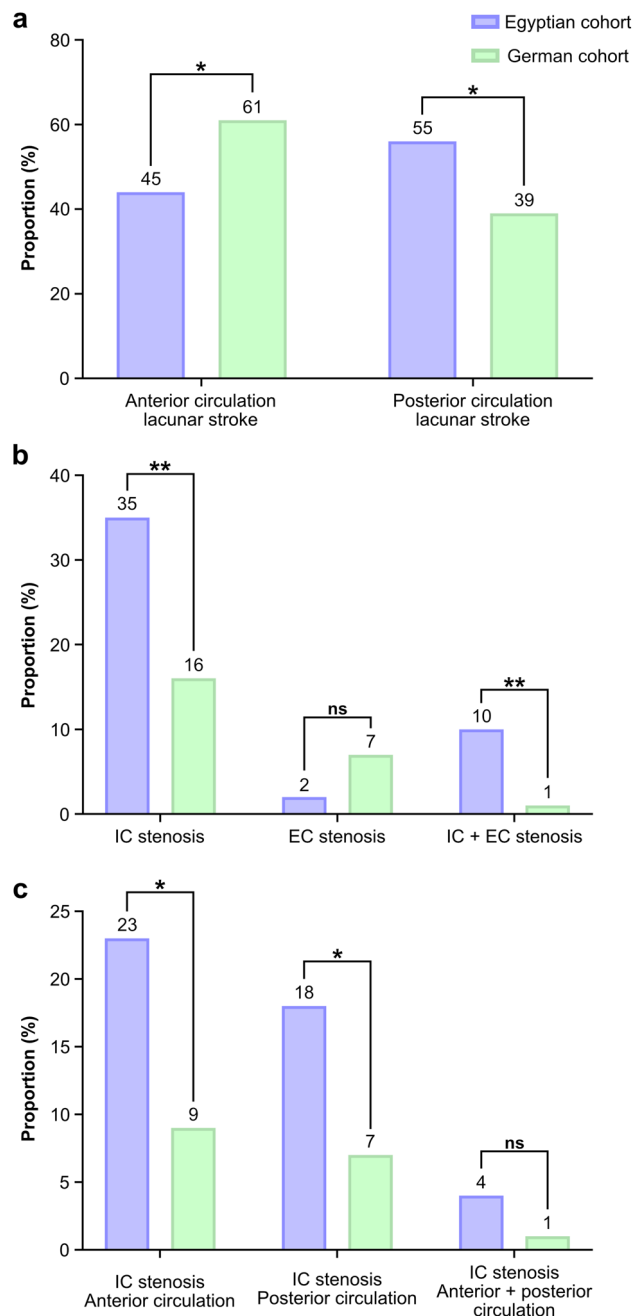 a
Egyptian cohort
German cohort
Proportion (%)
80
60
40
20
0
*
45
61
*
55
39
Anterior circulation
lacunar stroke
Posterior circulation
lacunar stroke
b
Proportion (%)
40
30
20
10
0
**
35
16
ns
2
7
**
10
1
IC stenosis
EC stenosis
IC + EC stenosis
c
Proportion (%)
25
20
15
10
5
0
*
23
9
*
18
7
ns
4
1
IC stenosis
Anterior circulation
IC stenosis
Posterior circulation
IC stenosis
Anterior + posterior
circulation